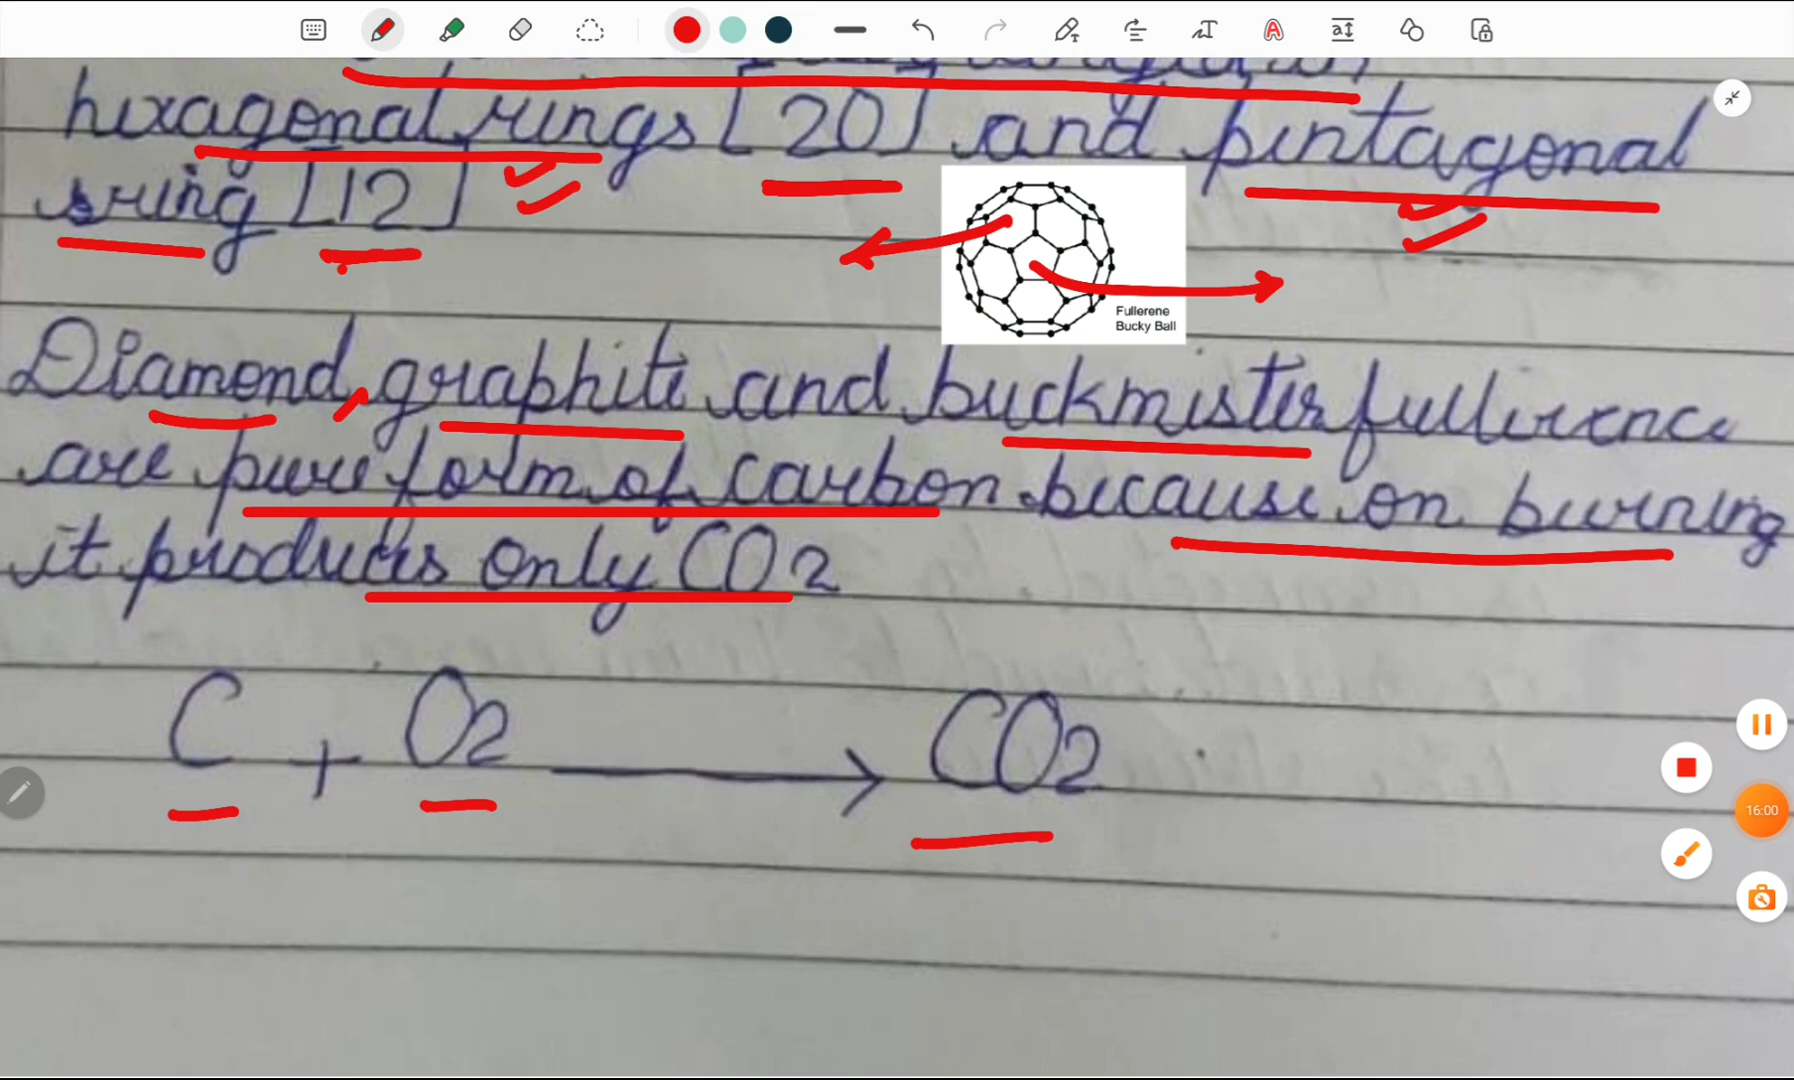 hexagonal rings [20] and pentagonal
ring [12]
Fullerene
Bucky Ball
Diamond, graphite and buckmister fullerence
are pure form of carbon because on burning
it produces only CO2
C + O2 → CO2
16:00